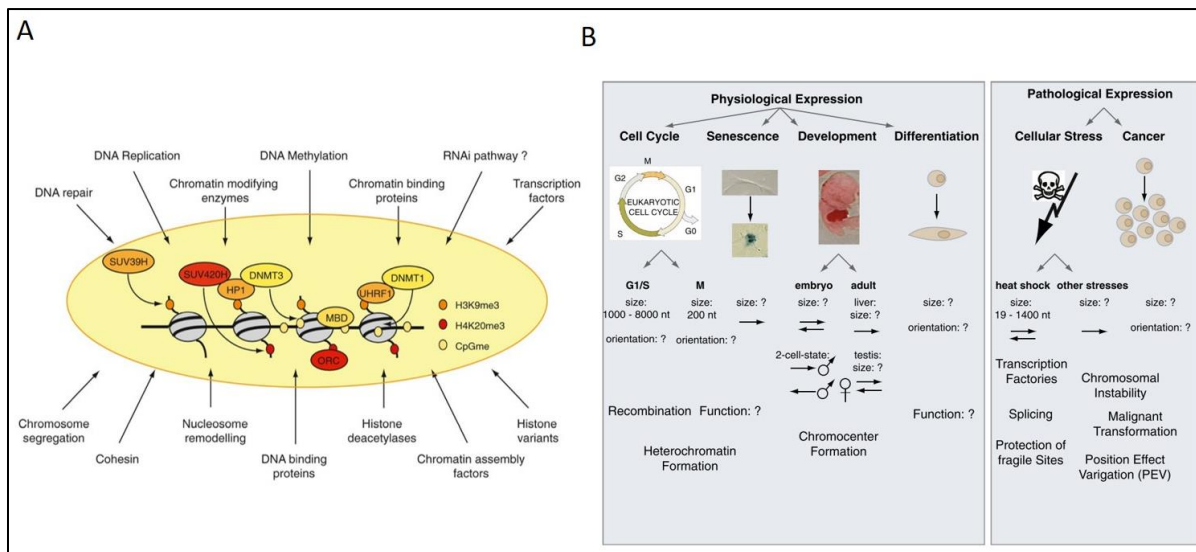 A
DNA Replication
DNA Methylation
RNAi pathway ?
DNA repair
Chromatin modifying
enzymes
Chromatin binding
proteins
Transcription
factors
SUV39H
SUV420H
HP1
DNMT3
MBD
ORC
UHRF1
DNMT1
H3K9me3
H4K20me3
CpGme
Chromosome
segregation
Cohesin
Nucleosome
remodelling
DNA binding
proteins
Histone
deacetylases
Chromatin assembly
factors
Histone
variants
B
Physiological Expression
Cell Cycle
Senescence
Development
Differentiation
M
G2
G1
EUKARYOTIC
CELL CYCLE
S
G0
G1/S
size:
1000 - 8000 nt
orientation: ?
M
size:
200 nt
orientation: ?
size: ?
embryo
size: ?
adult
liver:
size: ?
2-cell-state:
testis:
size: ?
size: ?
orientation: ?
Recombination
Function: ?
Function: ?
Heterochromatin
Formation
Chromocenter
Formation
Pathological Expression
Cellular Stress
Cancer
heat shock
other stresses
size:
19 - 1400 nt
size: ?
size: ?
orientation: ?
Transcription
Factories
Chromosomal
Instability
Splicing
Malignant
Transformation
Protection of
fragile Sites
Position Effect
Varigation (PEV)